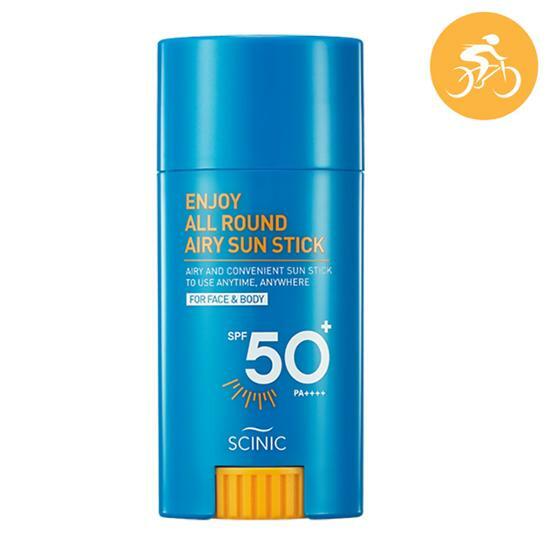 ENJOY
ALL ROUND
AIRY SUN STICK
AIRY AND CONVENIENT SUN STICK
TO USE ANYTIME, ANYWHERE
FOR FACE & BODY
SPF 50+
PA++++
SCINIC